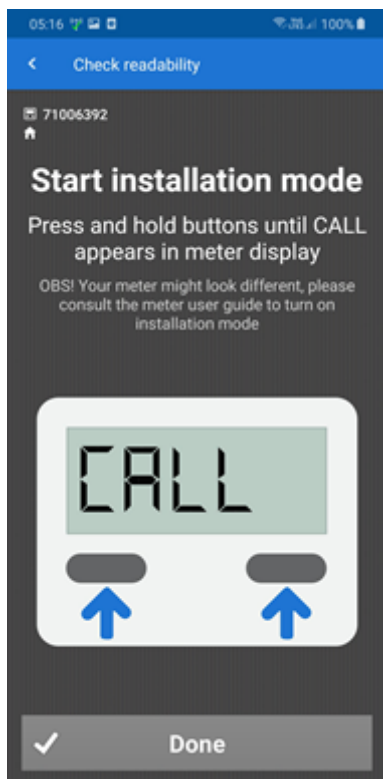 05:16 100%
Check readability
71006392
Start installation mode
Press and hold buttons until CALL
appears in meter display
OBS! Your meter might look different, please
consult the meter user guide to turn on
installation mode
CALL
Done